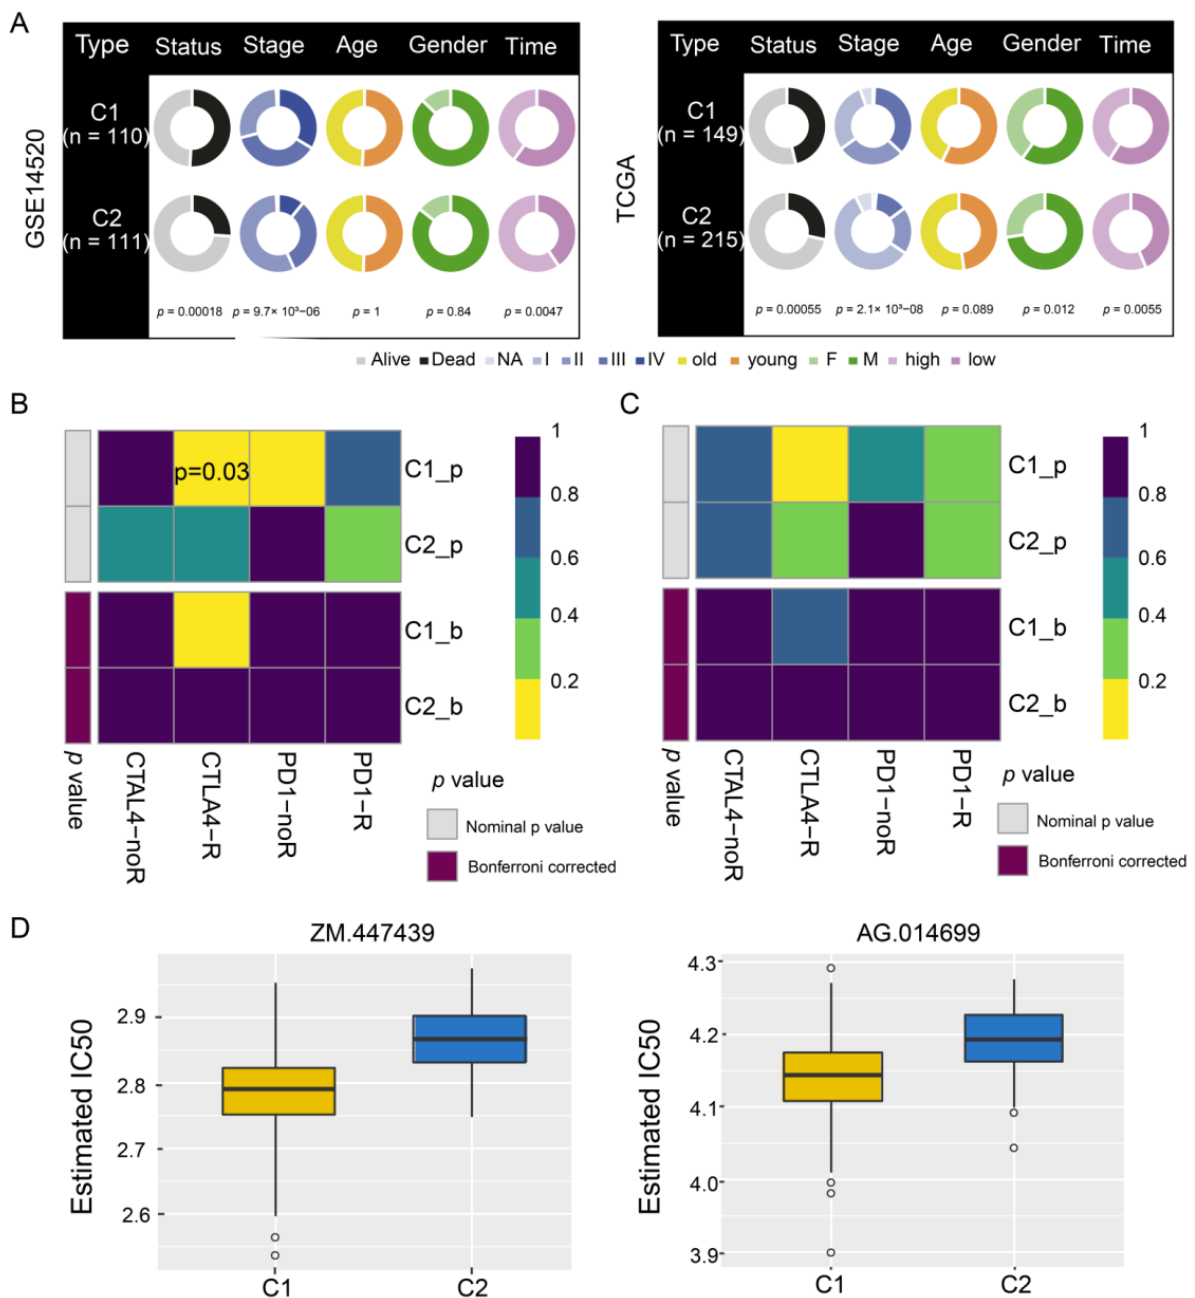 A
Type Status Stage Age Gender Time
C1
(n = 110)
C2
(n = 111)
GSE14520
p = 0.00018 p = 9.7× 10³−06 p = 1 p = 0.84 p = 0.0047
Type Status Stage Age Gender Time
C1
(n = 149)
C2
(n = 215)
TCGA
p = 0.00055 p = 2.1× 10³−08 p = 0.089 p = 0.012 p = 0.0055
Alive Dead NA I II III IV old young F M high low
B
p=0.03
C1_p
C2_p
C1_b
C2_b
1
0.8
0.6
0.4
0.2
p value
CTAL4−noR
CTLA4−R
PD1−noR
PD1−R
p value
Nominal p value
Bonferroni corrected
C
C1_p
C2_p
C1_b
C2_b
1
0.8
0.6
0.4
0.2
p value
CTAL4−noR
CTLA4−R
PD1−noR
PD1−R
p value
Nominal p value
Bonferroni corrected
D
ZM.447439
Estimated IC50
2.9
2.8
2.7
2.6
C1 C2
AG.014699
Estimated IC50
4.3
4.2
4.1
4.0
3.9
C1 C2